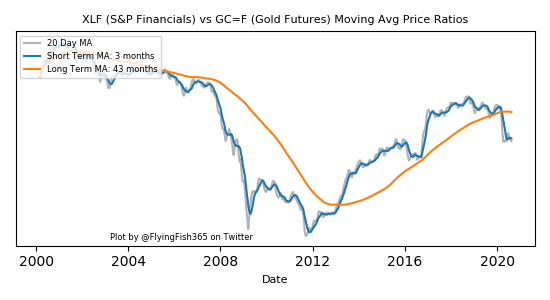 XLF (S&P Financials) vs GC=F (Gold Futures) Moving Avg Price Ratios
20 Day MA
Short Term MA: 3 months
Long Term MA: 43 months
Plot by @FlyingFish365 on Twitter
2000 2004 2008 2012 2016 2020
Date